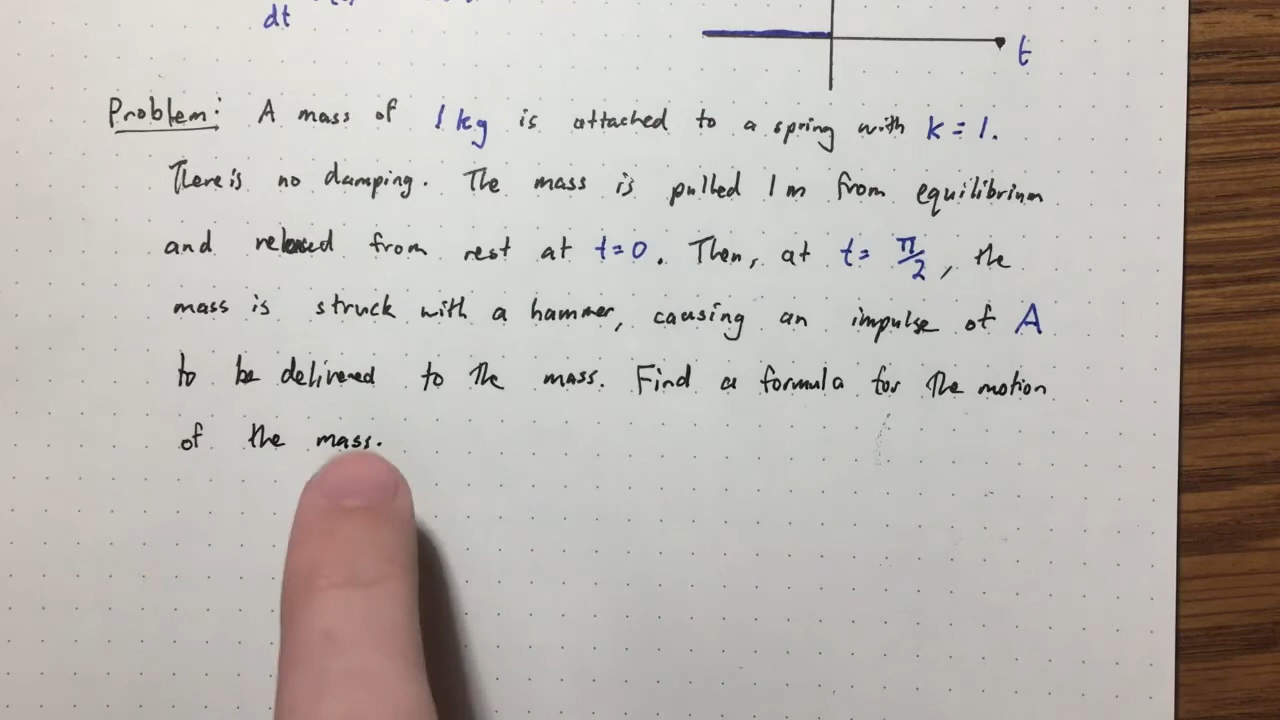 dt
t
Problem: A mass of 1 kg is attached to a spring with k = 1.
There is no damping. The mass is pulled 1 m from equilibrium
and released from rest at t=0. Then, at t= π/2, the
mass is struck with a hammer, causing an impulse of A
to be delivered to the mass. Find a formula for the motion
of the mass.